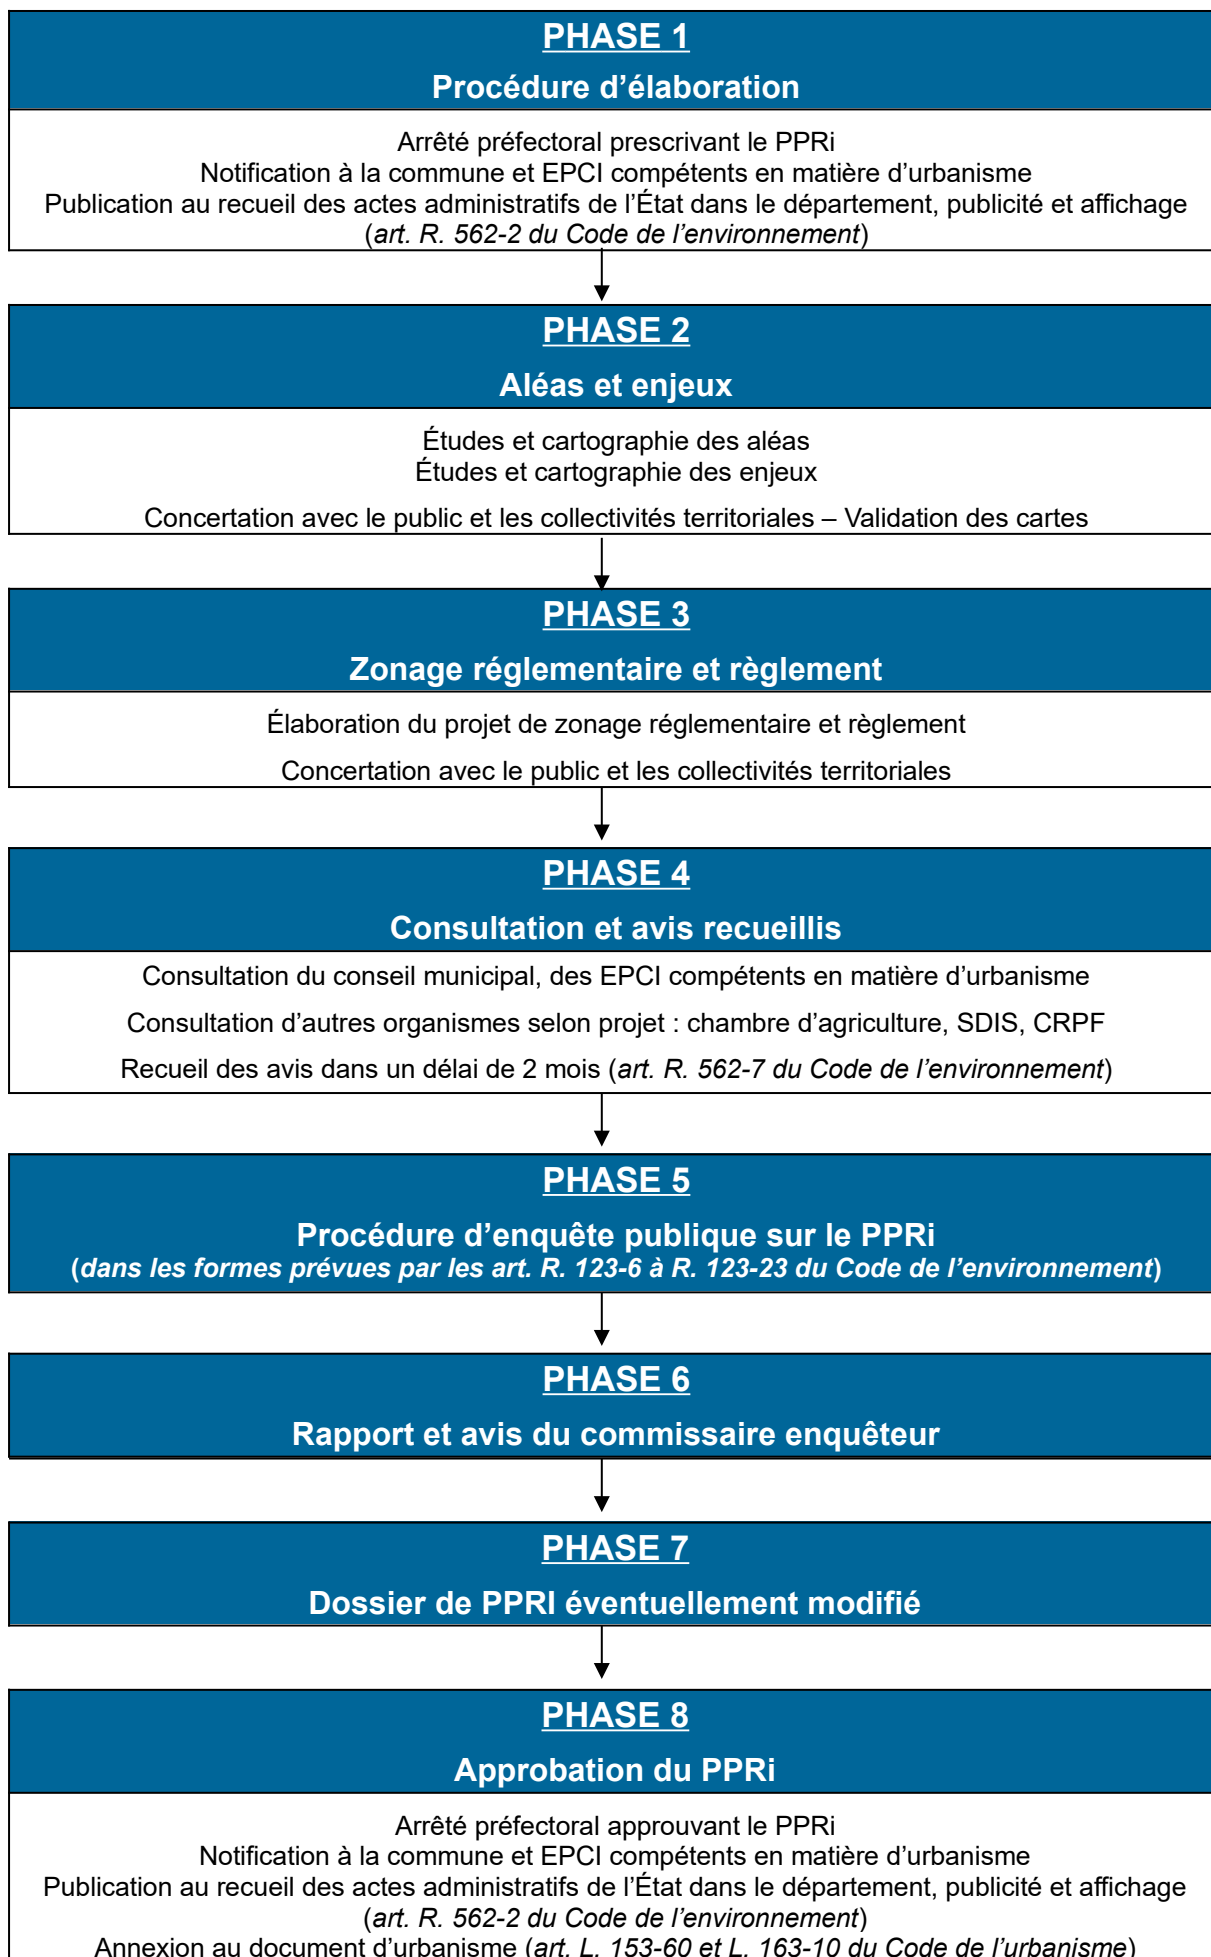 PHASE 1
Procédure d’élaboration
Arrêté préfectoral prescrivant le PPRi
Notification à la commune et EPCI compétents en matière d’urbanisme
Publication au recueil des actes administratifs de l’État dans le département, publicité et affichage
(art. R. 562-2 du Code de l’environnement)
PHASE 2
Aléas et enjeux
Études et cartographie des aléas
Études et cartographie des enjeux
Concertation avec le public et les collectivités territoriales – Validation des cartes
PHASE 3
Zonage réglementaire et règlement
Élaboration du projet de zonage réglementaire et règlement
Concertation avec le public et les collectivités territoriales
PHASE 4
Consultation et avis recueillis
Consultation du conseil municipal, des EPCI compétents en matière d’urbanisme
Consultation d’autres organismes selon projet : chambre d’agriculture, SDIS, CRPF
Recueil des avis dans un délai de 2 mois (art. R. 562-7 du Code de l’environnement)
PHASE 5
Procédure d’enquête publique sur le PPRi
(dans les formes prévues par les art. R. 123-6 à R. 123-23 du Code de l’environnement)
PHASE 6
Rapport et avis du commissaire enquêteur
PHASE 7
Dossier de PPRI éventuellement modifié
PHASE 8
Approbation du PPRi
Arrêté préfectoral approuvant le PPRi
Notification à la commune et EPCI compétents en matière d’urbanisme
Publication au recueil des actes administratifs de l’État dans le département, publicité et affichage
(art. R. 562-2 du Code de l’environnement)
Annexion au document d’urbanisme (art. L. 153-60 et L. 163-10 du Code de l’urbanisme)